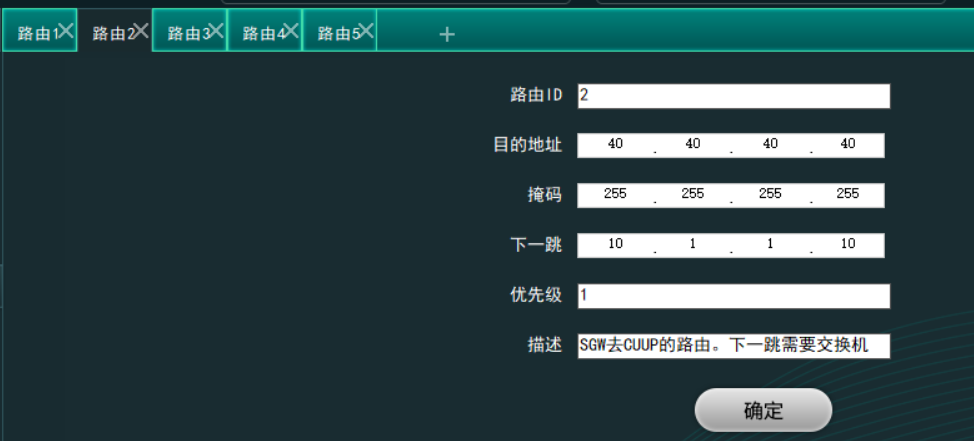 路由1 路由2 路由3 路由4 路由5 +
路由ID 2
目的地址 40 . 40 . 40 . 40
掩码 255 . 255 . 255 . 255
下一跳 10 . 1 . 1 . 10
优先级 1
描述 SGW去CUUP的路由。下一跳需要交换机
确定